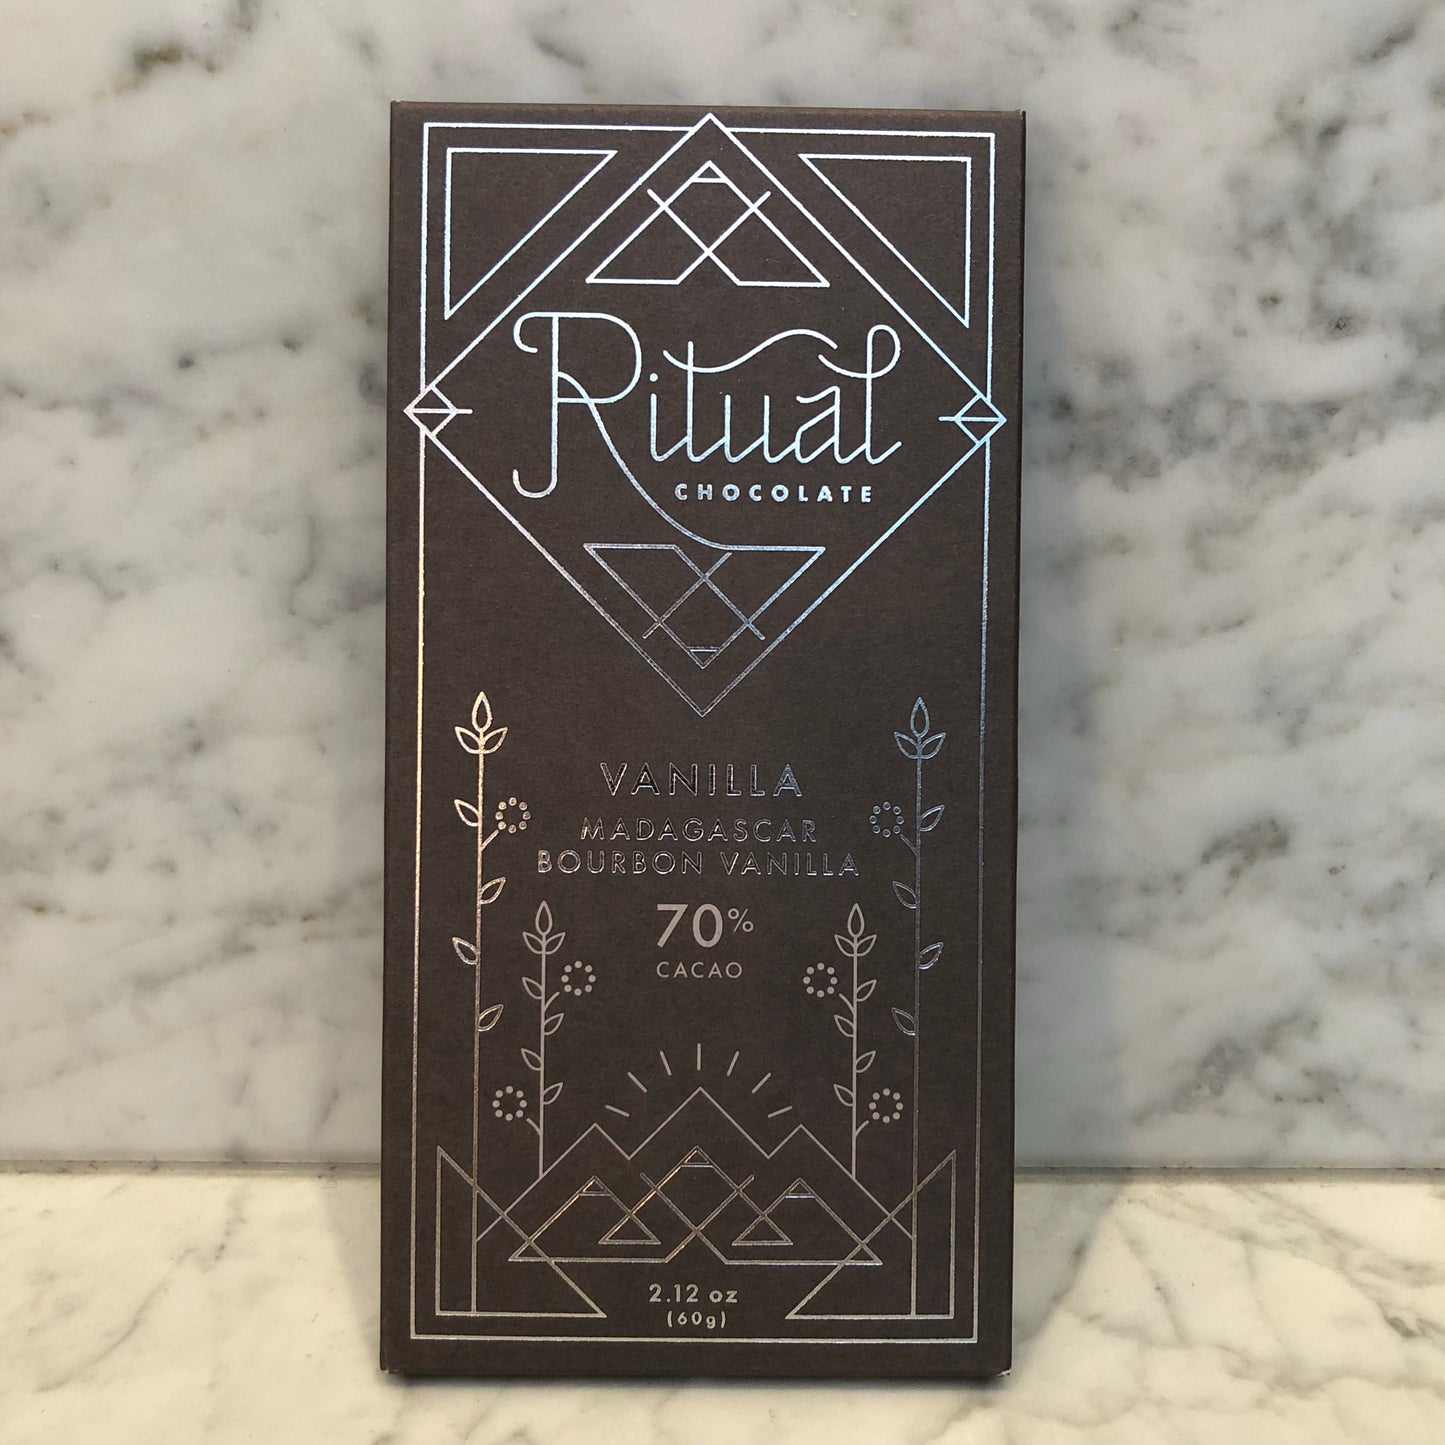 Ritual
CHOCOLATE
VANILLA
MADAGASCAR
BOURBON VANILLA
70%
CACAO
2.12 oz
(60g)